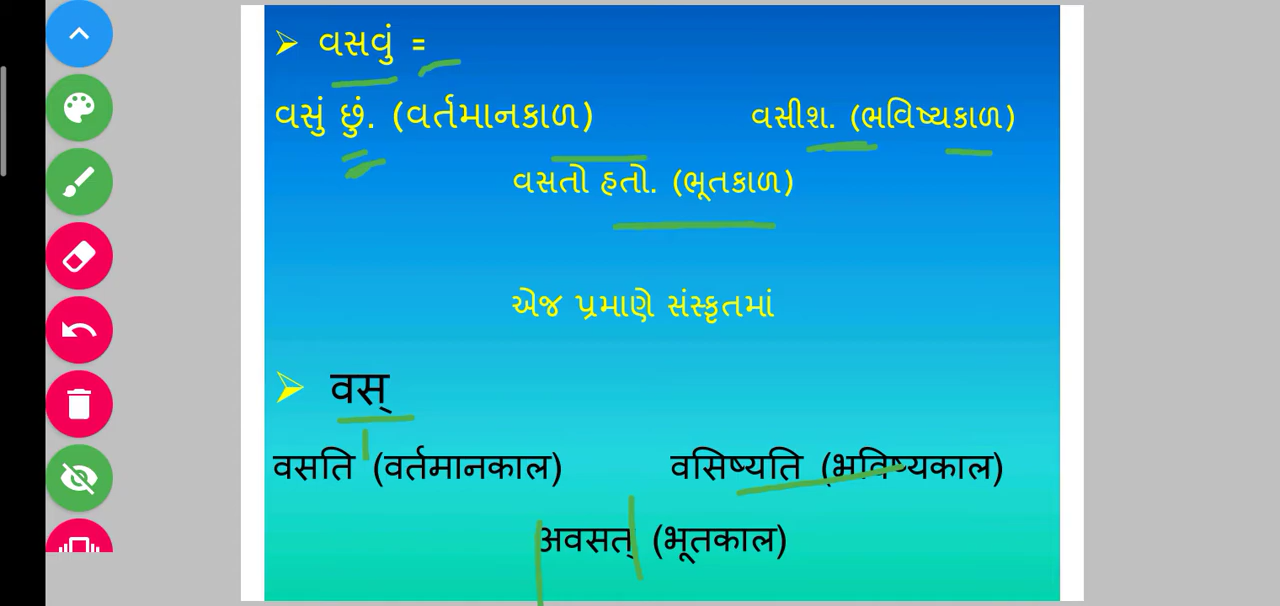 ➢ વસવું =
વસું છું. (વર્તમાનકાળ) વસીશ. (ભવિષ્યકાળ)
વસતો હતો. (ભૂતકાળ)
એજ પ્રમાણે સંસ્કૃતમાં
➢ वस्
वसति (वर्तमानकाल) वसिष्यति (भविष्यकाल)
अवसत् (भूतकाल)